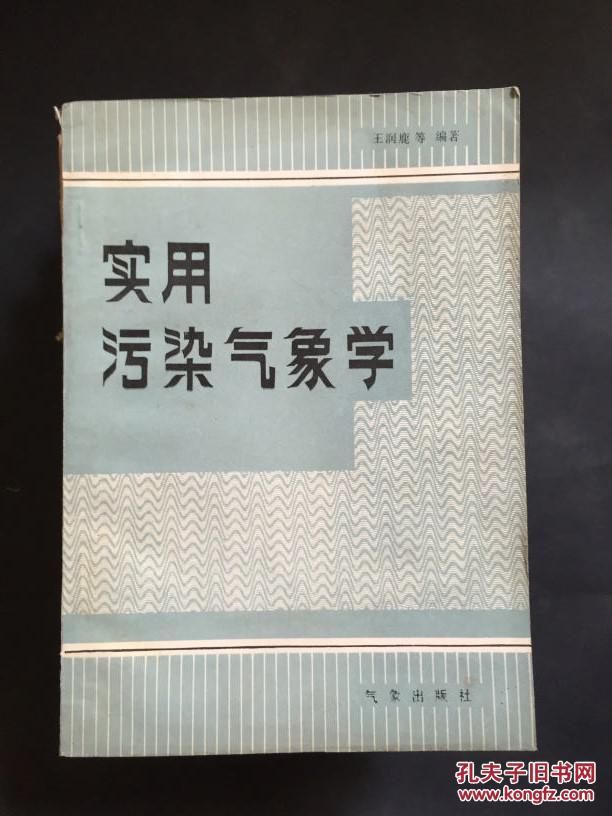 王润鹿 等 编著
实用
污染气象学
气象出版社
孔夫子旧书网
www.kongfz.com